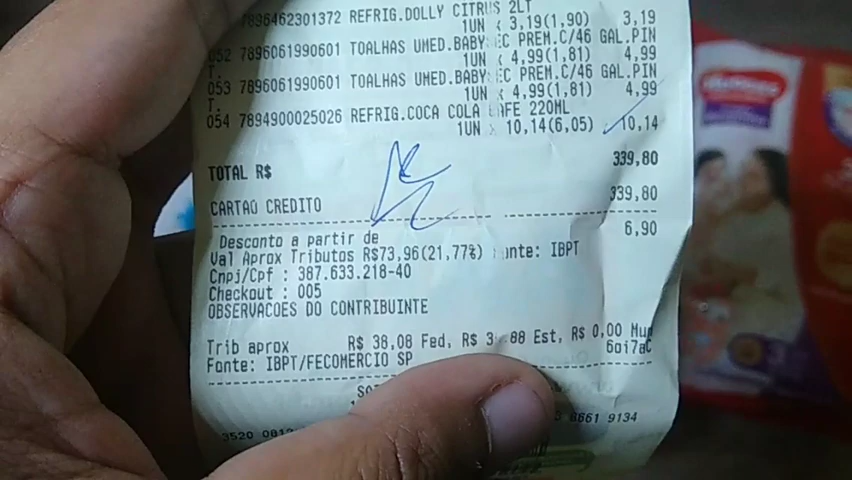 7896462301372 REFRIG.DOLLY CITRUS 2LT
1UN x 3,19(1,90) 3,19
052 7896061990601 TOALHAS UMED.BABY EC PREM.C/46 GAL.PIN
T. 1UN x 4,99(1,81) 4,99
053 7896061990601 TOALHAS UMED.BABY EC PREM.C/46 GAL.PIN
T. 1UN x 4,99(1,81) 4,99
054 7894900025026 REFRIG.COCA COLA 220ML
1UN x 10,14(6,05) 10,14
TOTAL R$ 339,80
CARTAO CREDITO 339,80
Desconto a partir de 6,90
Val Aprox Tributos R$73,96(21,77%) Fonte: IBPT
Cnpj/Cpf : 387.633.218-40
Checkout : 005
OBSERVACOES DO CONTRIBUINTE
Trib aprox R$ 38,08 Fed, R$ Est, R$ 0,00 Mun
Fonte: IBPT/FECOMERCIO SP 6oi7aC
3520 8661 9134
Huggies